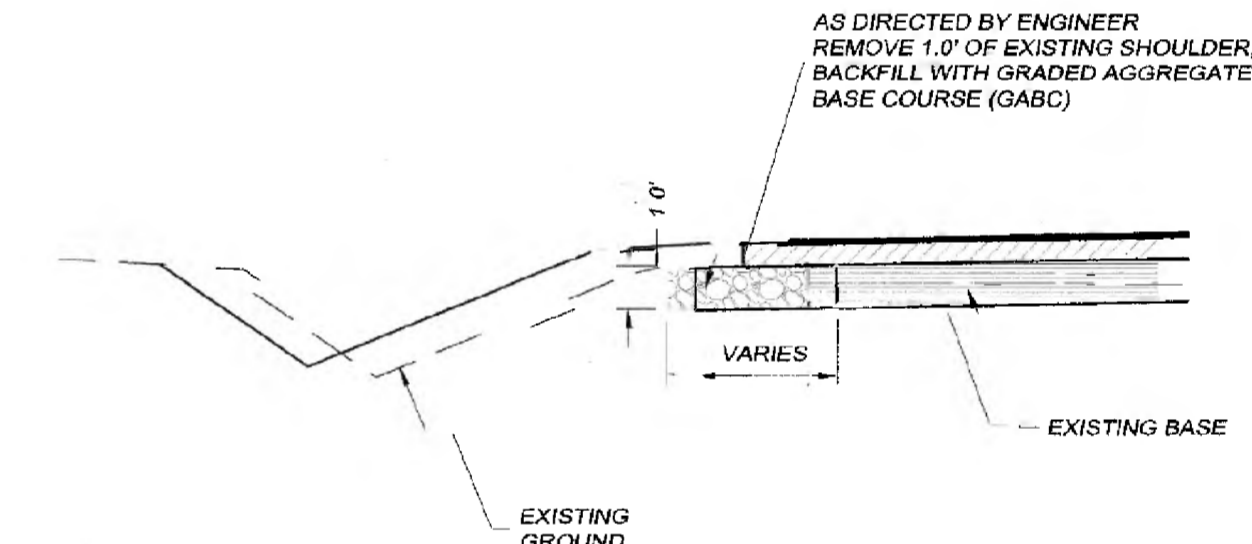 AS DIRECTED BY ENGINEER
REMOVE 1.0' OF EXISTING SHOULDER,
BACKFILL WITH GRADED AGGREGATE
BASE COURSE (GABC)
1 0'
VARIES
EXISTING BASE
EXISTING
GROUND